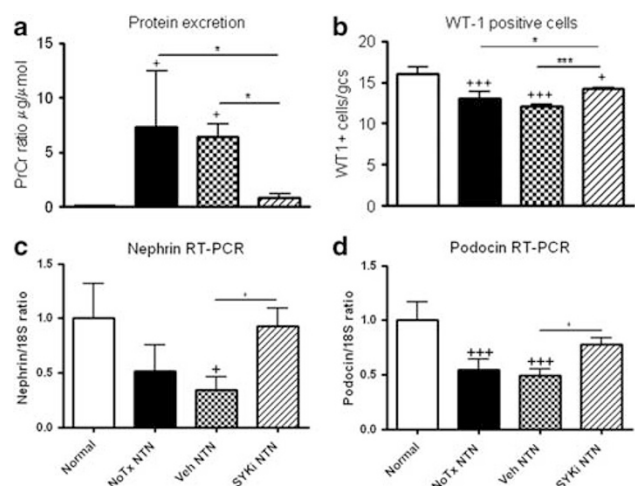 a
Protein excretion
PrCr ratio µg/µmol
15
10
5
0
+
+
*
*
b
WT-1 positive cells
WT1+ cells/gcs
20
15
10
5
0
+++
+++
+
*
***
c
Nephrin RT-PCR
Nephrin/18S ratio
1.5
1.0
0.5
0.0
+
Normal
NoTx NTN
Veh NTN
SYKi NTN
d
Podocin RT-PCR
Podocin/18S ratio
1.5
1.0
0.5
0.0
+++
+++
Normal
NoTx NTN
Veh NTN
SYKi NTN